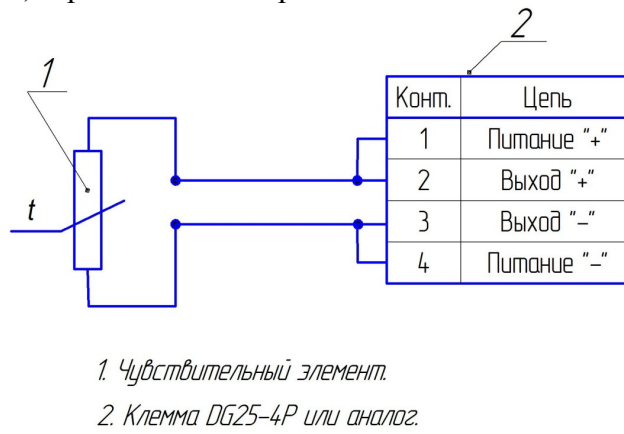 2
1
Конт. Цепь
1 Питание "+"
2 Выход "+"
t
3 Выход "–"
4 Питание "–"
1. Чувствительный элемент.
2. Клемма DG25–4P или аналог.